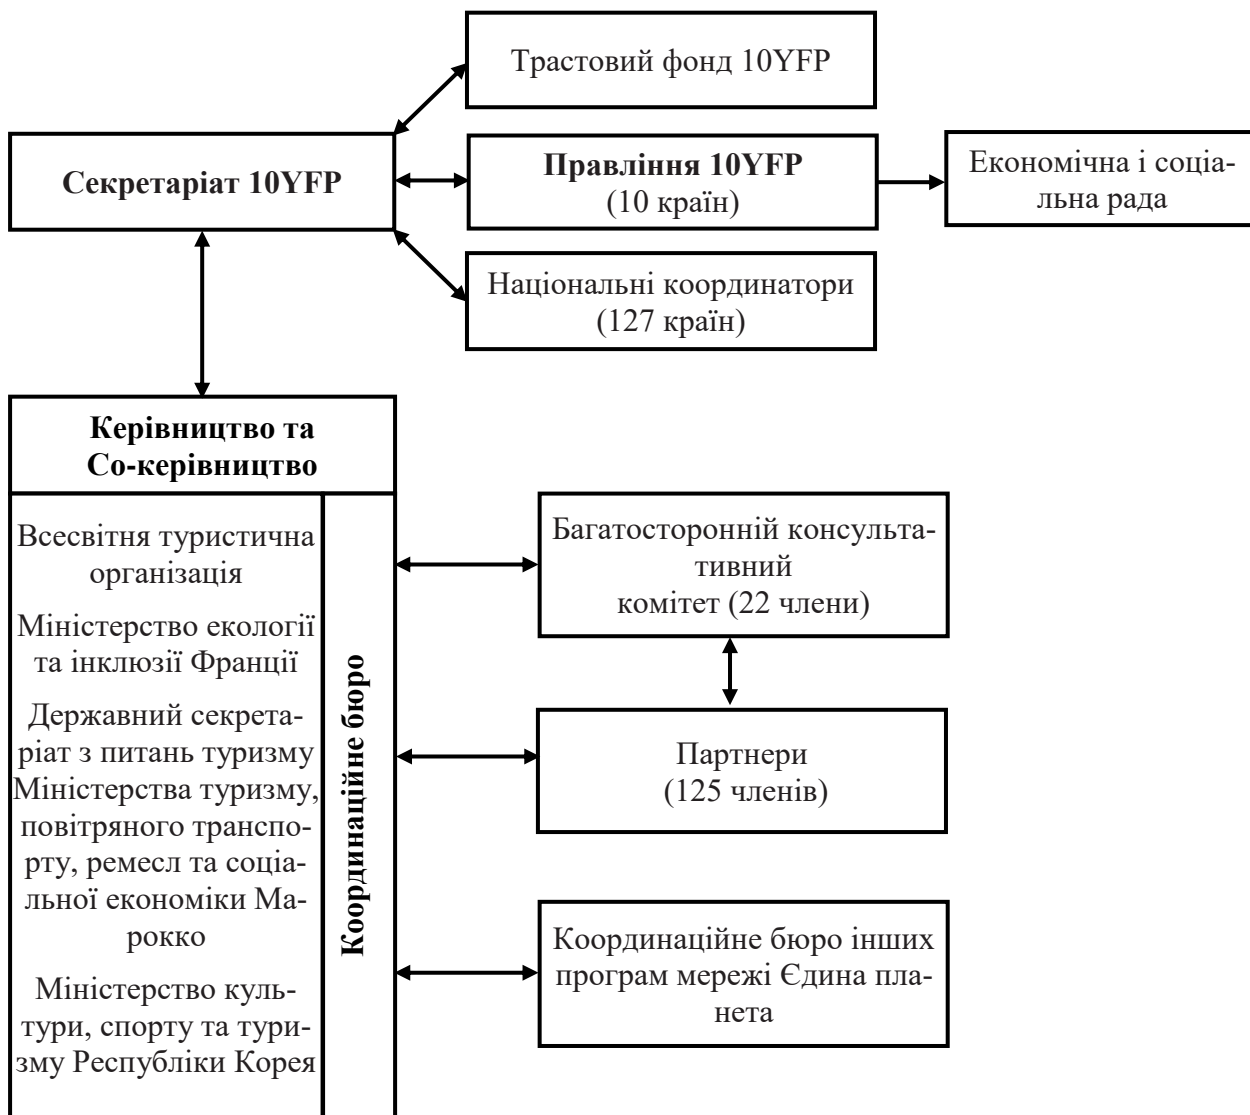 Трастовий фонд 10YFP
Секретаріат 10YFP
Правління 10YFP
(10 країн)
Економічна і соціа-
льна рада
Національні координатори
(127 країн)
Керівництво та
Со-керівництво
Всесвітня туристична
організація
Міністерство екології
та інклюзії Франції
Державний секрета-
ріат з питань туризму
Міністерства туризму,
повітряного транспо-
рту, ремесл та соціа-
льної економіки Ма-
рокко
Міністерство куль-
тури, спорту та тури-
зму Республіки Корея
Координаційне бюро
Багатосторонній консульта-
тивний
комітет (22 члени)
Партнери
(125 членів)
Координаційне бюро інших
програм мережі Єдина пла-
нета